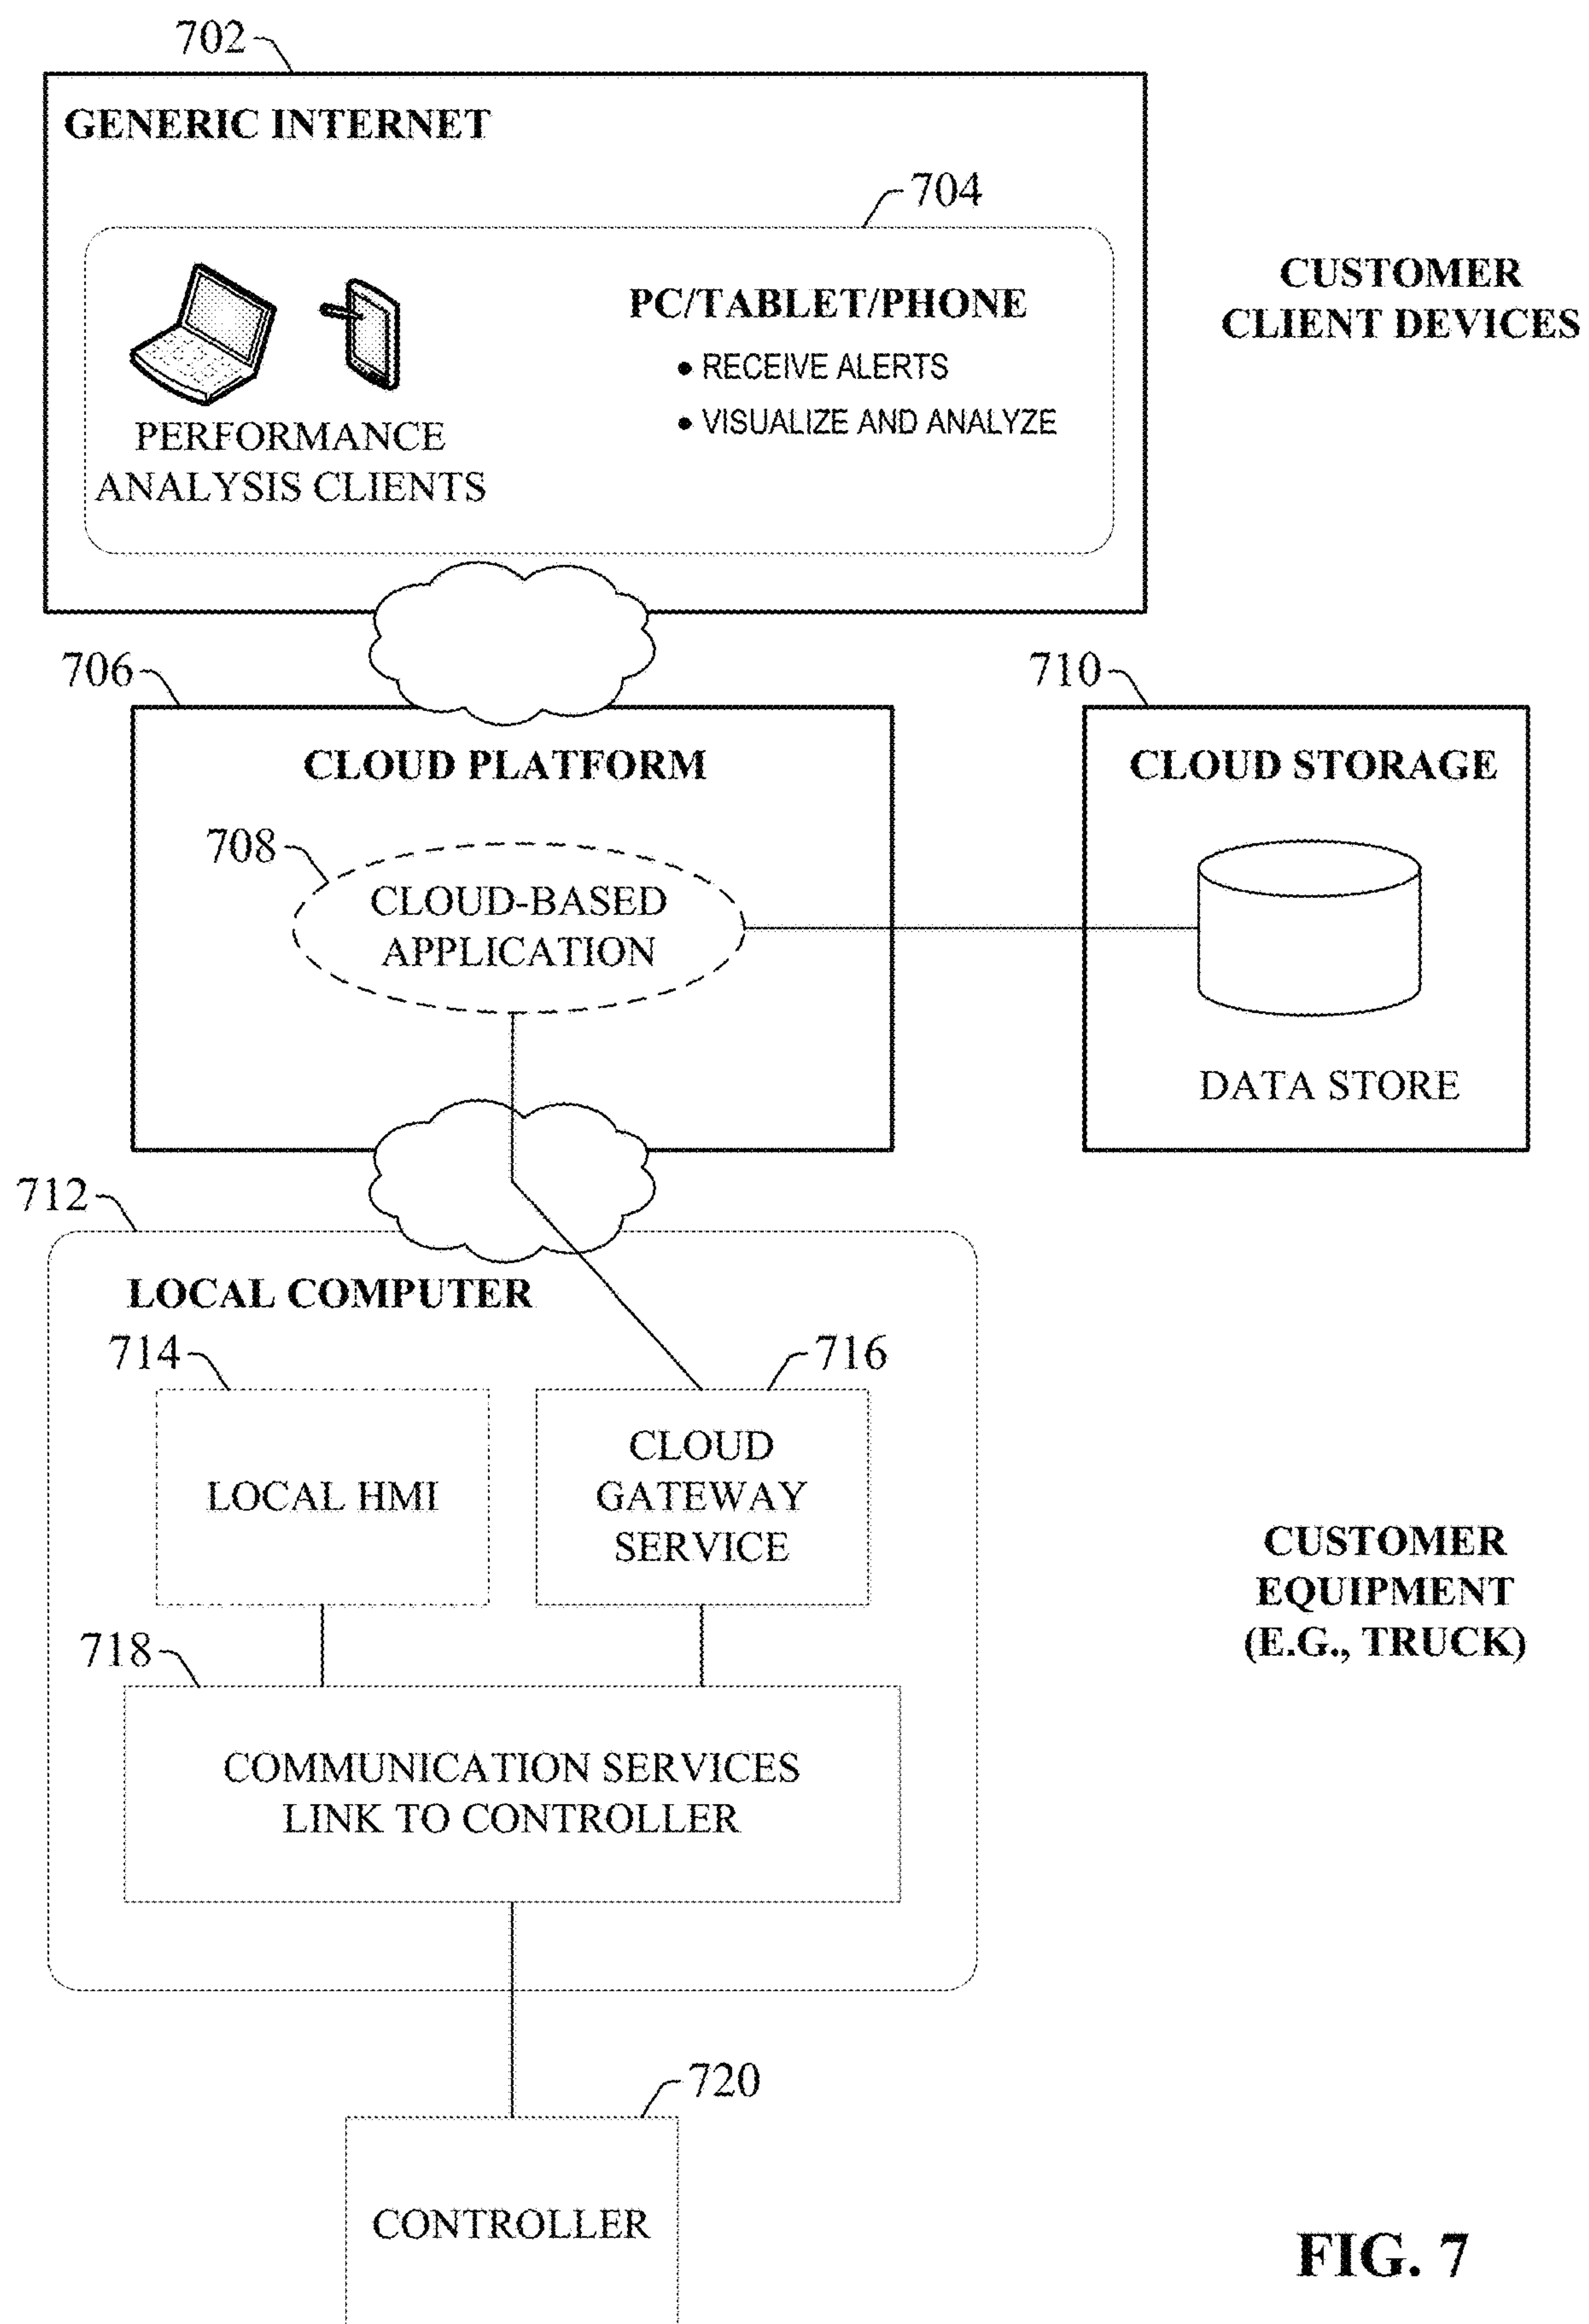 702
GENERIC INTERNET
704
PERFORMANCE
ANALYSIS CLIENTS
PC/TABLET/PHONE
• RECEIVE ALERTS
• VISUALIZE AND ANALYZE
CUSTOMER
CLIENT DEVICES
706
CLOUD PLATFORM
708
CLOUD-BASED
APPLICATION
710
CLOUD STORAGE
DATA STORE
712
LOCAL COMPUTER
714
LOCAL HMI
716
CLOUD
GATEWAY
SERVICE
718
COMMUNICATION SERVICES
LINK TO CONTROLLER
CUSTOMER
EQUIPMENT
(E.G., TRUCK)
720
CONTROLLER
FIG. 7